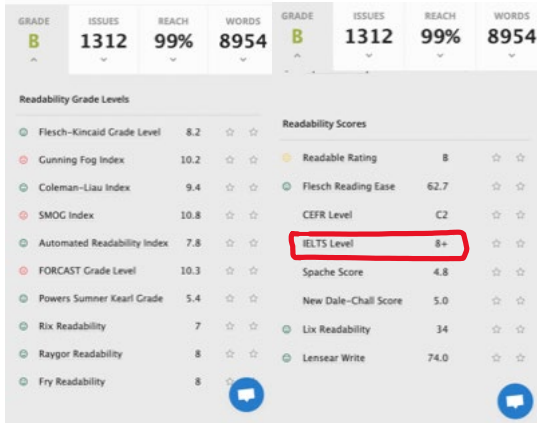 GRADE ISSUES REACH WORDS
B 1312 99% 8954
Readability Grade Levels
Flesch-Kincaid Grade Level 8.2
Gunning Fog Index 10.2
Coleman-Liau Index 9.4
SMOG Index 10.8
Automated Readability Index 7.8
FORCAST Grade Level 10.3
Powers Sumner Kearl Grade 5.4
Rix Readability 7
Raygor Readability 8
Fry Readability 8
GRADE ISSUES REACH WORDS
B 1312 99% 8954
Readability Scores
Readable Rating B
Flesch Reading Ease 62.7
CEFR Level C2
IELTS Level 8+
Spache Score 4.8
New Dale-Chall Score 5.0
Lix Readability 34
Lensear Write 74.0